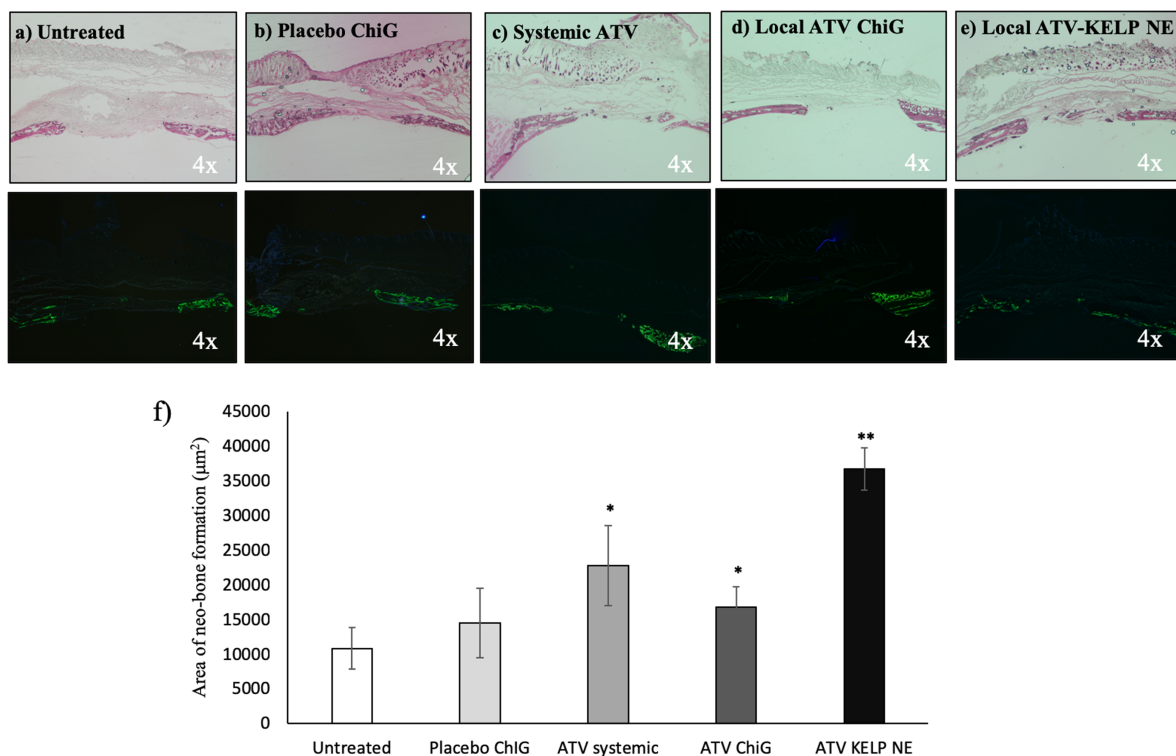 a) Untreated
b) Placebo ChiG
c) Systemic ATV
d) Local ATV ChiG
e) Local ATV-KELP NE
4x
4x
4x
4x
4x
4x
4x
4x
4x
4x
f)
Area of neo-bone formation (µm²)
45000
40000
35000
30000
25000
20000
15000
10000
5000
0
*
*
**
Untreated
Placebo ChIG
ATV systemic
ATV ChiG
ATV KELP NE